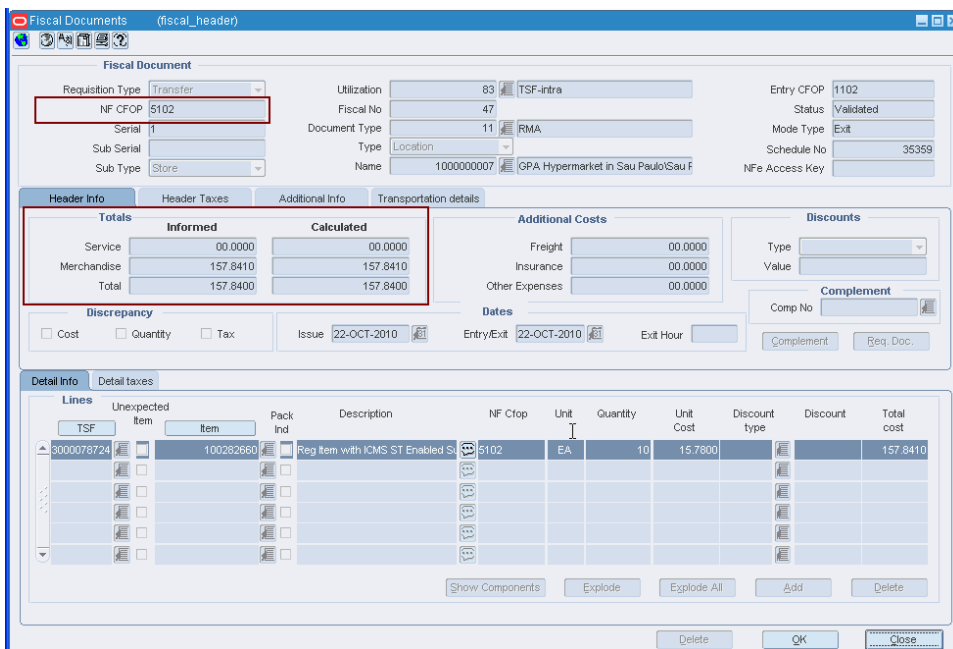 Fiscal Documents (fiscal_header)
Fiscal Document
Requisition Type Transfer Utilization 83 TSF-intra Entry CFOP 1102
NF CFOP 5102 Fiscal No 47 Status Validated
Serial 1 Document Type 11 RMA Mode Type Exit
Sub Serial Type Location Schedule No 35359
Sub Type Store Name 1000000007 GPA Hypermarket in Sau Paulo\Sau P NFe Access Key
Header Info Header Taxes Additional Info Transportation details
Totals Additional Costs Discounts
Informed Calculated
Service 00.0000 00.0000 Freight 00.0000 Type
Merchandise 157.8410 157.8410 Insurance 00.0000 Value
Total 157.8400 157.8400 Other Expenses 00.0000
Complement
Comp No
Discrepancy Dates
Cost Quantity Tax Issue 22-OCT-2010 Entry/Exit 22-OCT-2010 Exit Hour
Complement Req. Doc.
Detail Info Detail taxes
Lines
TSF Unexpected Item Item Pack Ind Description NF Cfop Unit Quantity Unit Cost Discount type Discount Total cost
3000078724 100282660 Reg Item with ICMS ST Enabled Su 5102 EA 10 15.7800 157.8410
Show Components Explode Explode All Add Delete
Delete OK Close